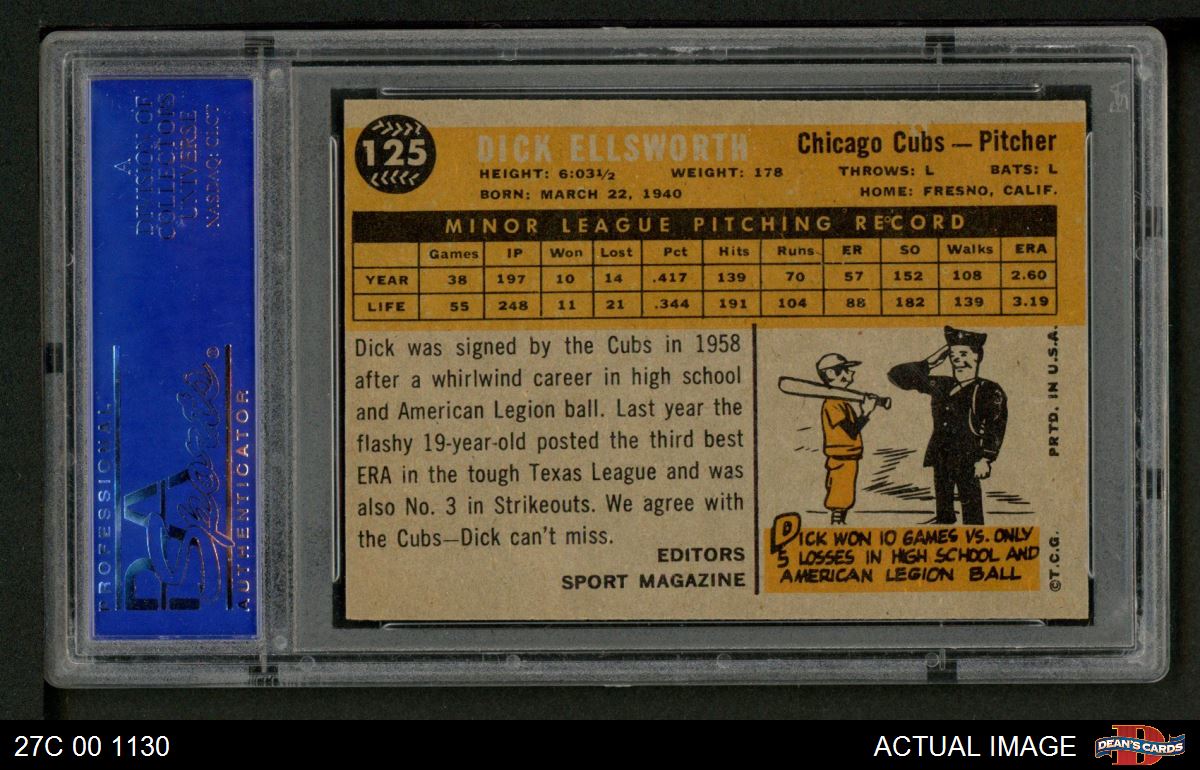 A
DIVISION OF
COLLECTORS
UNIVERSE
NASDAQ: CLCT
PROFESSIONAL
PSA
Sports®
AUTHENTICATOR
125
DICK ELLSWORTH
Chicago Cubs — Pitcher
HEIGHT: 6:03½ WEIGHT: 178 THROWS: L BATS: L
BORN: MARCH 22, 1940 HOME: FRESNO, CALIF.
MINOR LEAGUE PITCHING RECORD
Games IP Won Lost Pct Hits Runs ER SO Walks ERA
YEAR 38 197 10 14 .417 139 70 57 152 108 2.60
LIFE 55 248 11 21 .344 191 104 88 182 139 3.19
Dick was signed by the Cubs in 1958
after a whirlwind career in high school
and American Legion ball. Last year the
flashy 19-year-old posted the third best
ERA in the tough Texas League and was
also No. 3 in Strikeouts. We agree with
the Cubs—Dick can't miss.
EDITORS
SPORT MAGAZINE
DICK WON 10 GAMES VS. ONLY
5 LOSSES IN HIGH SCHOOL AND
AMERICAN LEGION BALL
©T.C.G. PRTD. IN U.S.A.
27C 00 1130
ACTUAL IMAGE
DEAN'S CARDS